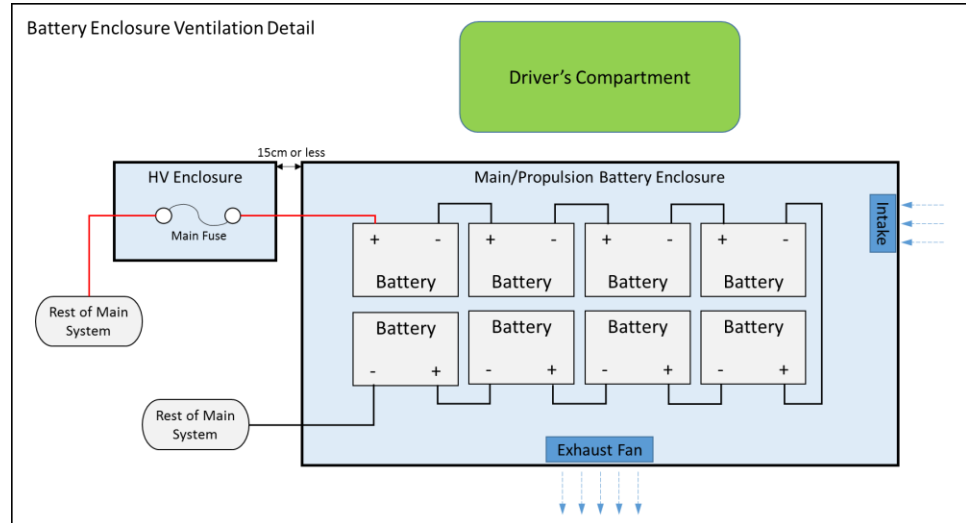 Battery Enclosure Ventilation Detail
Driver's Compartment
15cm or less
HV Enclosure
Main Fuse
Main/Propulsion Battery Enclosure
Intake
+ - + - + - + -
Battery Battery Battery Battery
Battery Battery Battery Battery
- + - + - + - +
Rest of Main
System
Rest of Main
System
Exhaust Fan